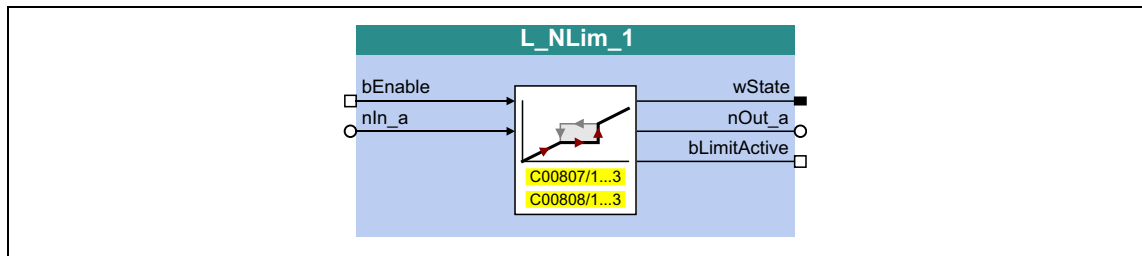 L_NLim_1
bEnable
wState
nIn_a
nOut_a
bLimitActive
C00807/1...3
C00808/1...3